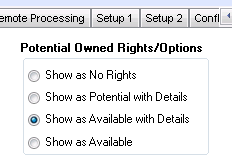 emote Processing Setup 1 Setup 2 Confl
Potential Owned Rights/Options
Show as No Rights
Show as Potential with Details
Show as Available with Details
Show as Available